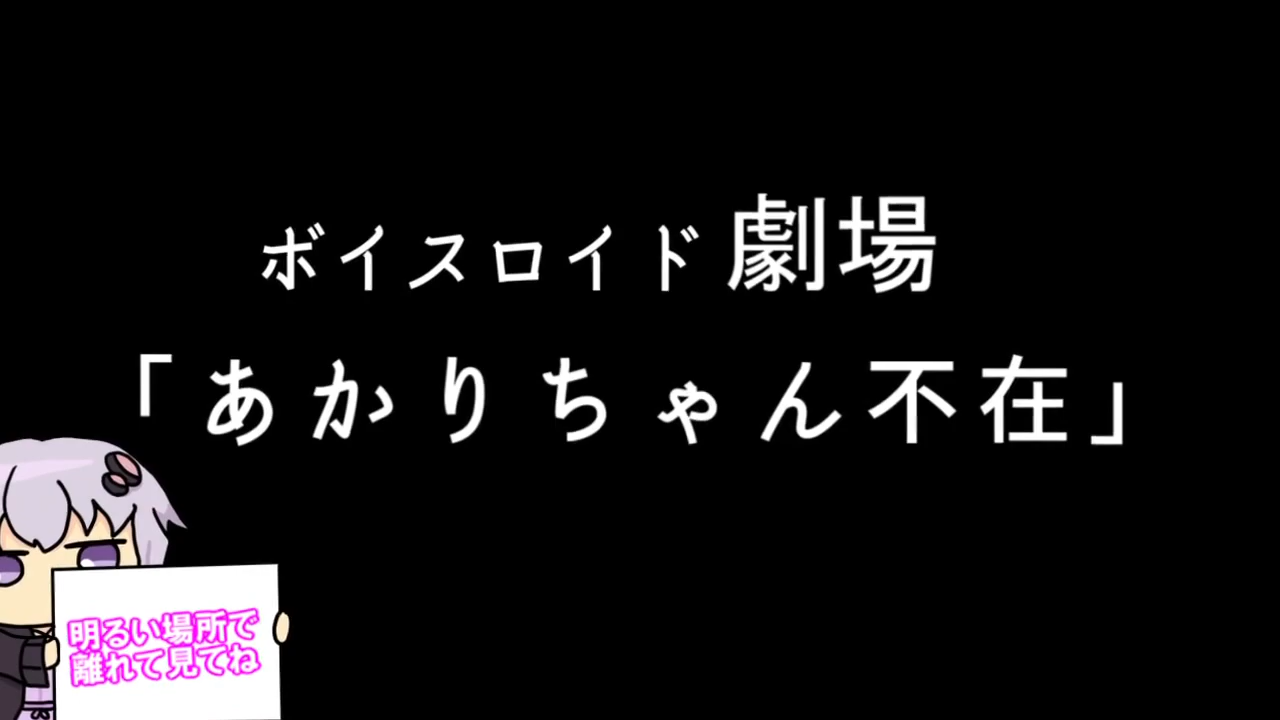 ボイスロイド劇場
「あかりちゃん不在」
明るい場所で
離れて見てね